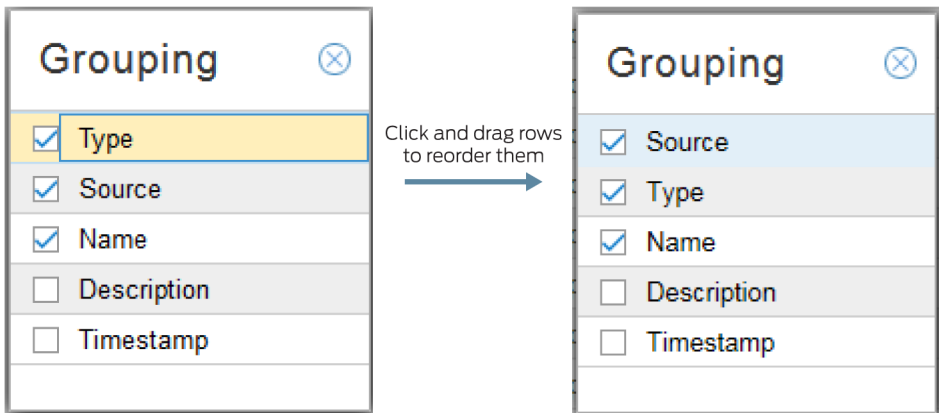 Grouping
Type
Source
Name
Description
Timestamp
Click and drag rows
to reorder them
Grouping
Source
Type
Name
Description
Timestamp